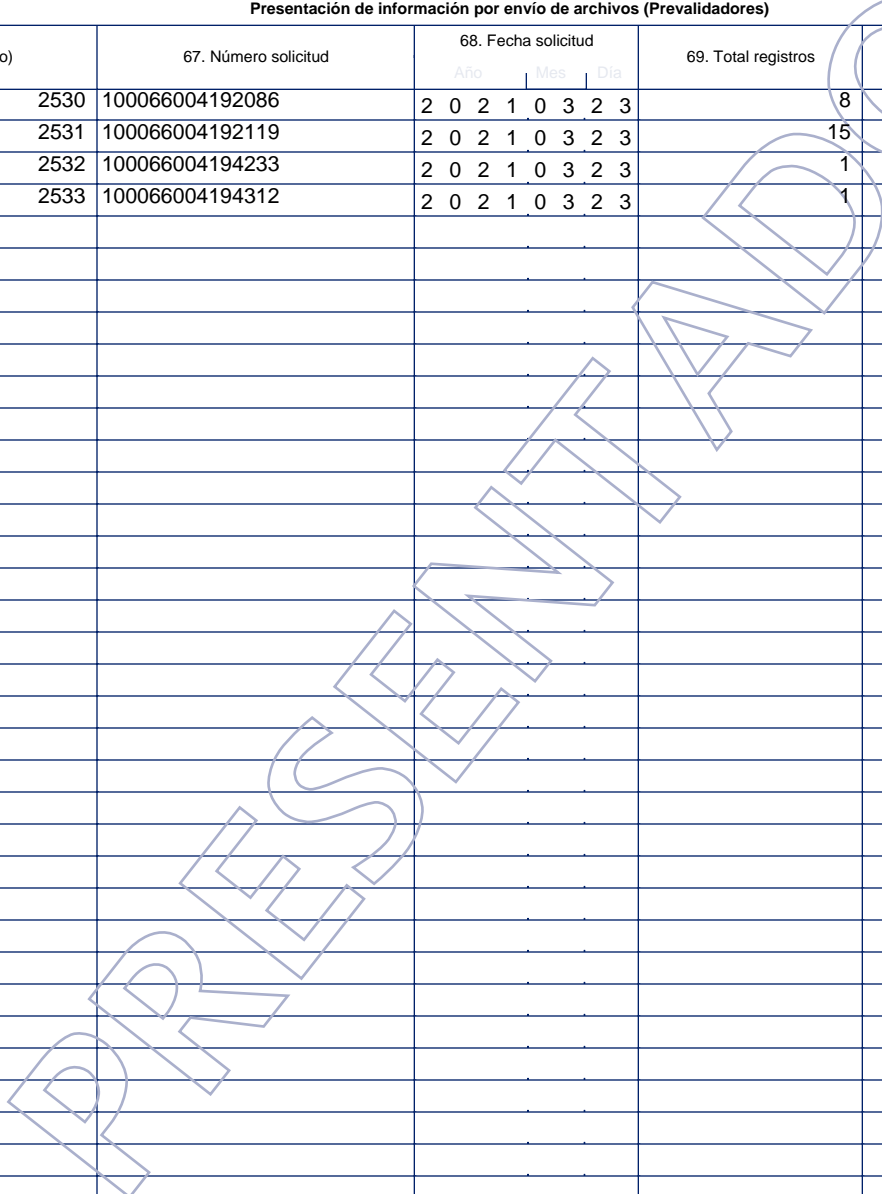 Presentación de información por envío de archivos (Prevalidadores)
o) 67. Número solicitud 68. Fecha solicitud 69. Total registros
Año Mes Día
2530 100066004192086 2 0 2 1 0 3 2 3 8
2531 100066004192119 2 0 2 1 0 3 2 3 15
2532 100066004194233 2 0 2 1 0 3 2 3 1
2533 100066004194312 2 0 2 1 0 3 2 3 1
PRESENTADO